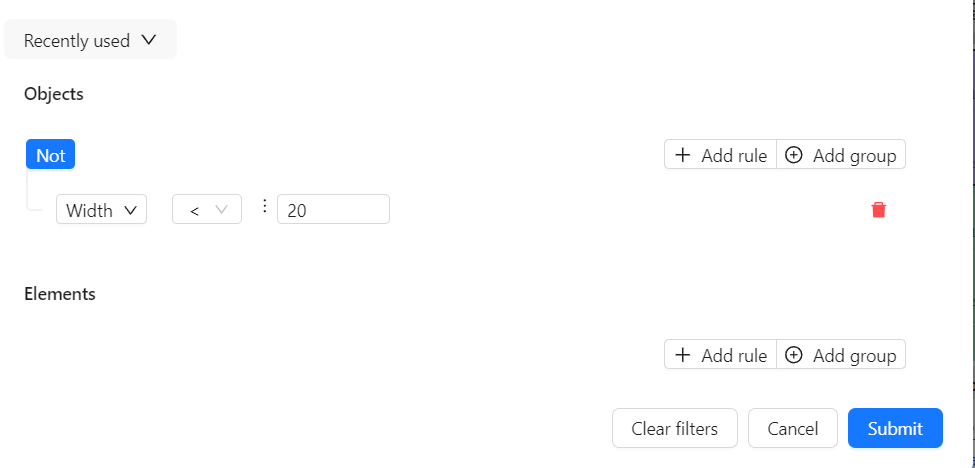 Recently used
Objects
Not
+ Add rule
Add group
Width
<
:
20
Elements
+ Add rule
Add group
Clear filters
Cancel
Submit